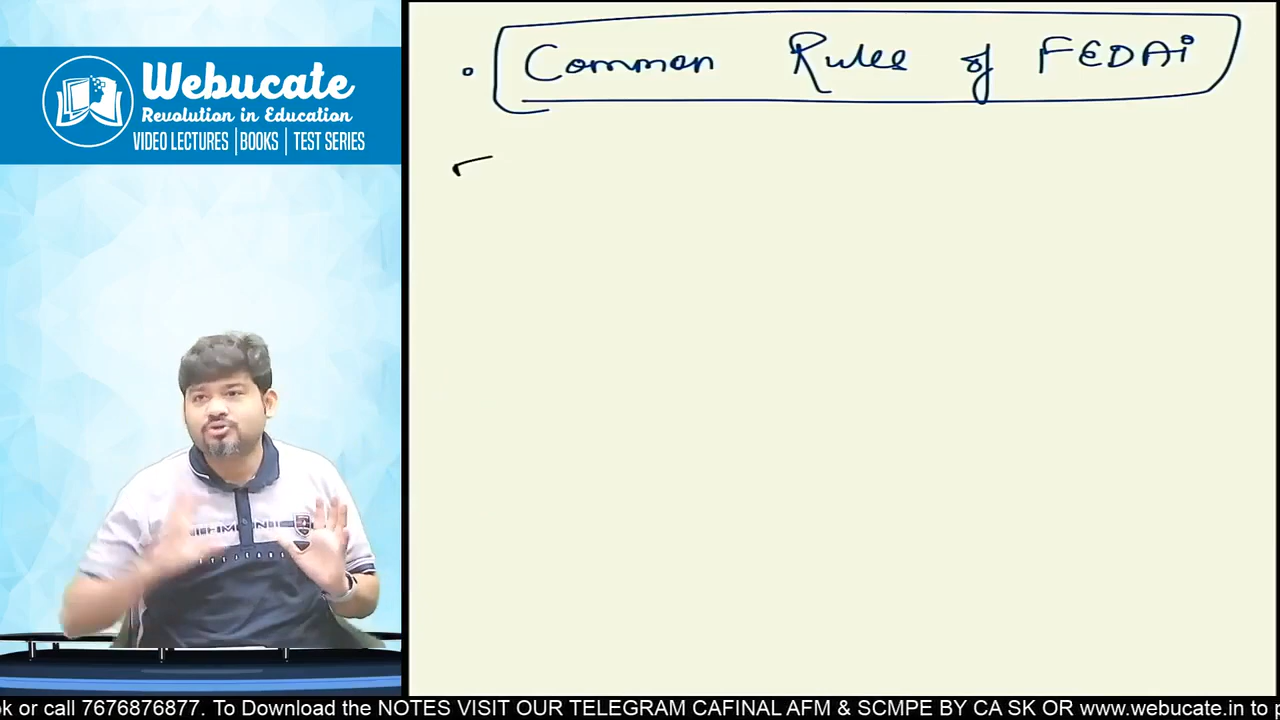 Webucate
Revolution in Education
VIDEO LECTURES | BOOKS | TEST SERIES
. Common Rules of FEDAi
ok or call 7676876877. To Download the NOTES VISIT OUR TELEGRAM CAFINAL AFM & SCMPE BY CA SK OR www.webucate.in to p